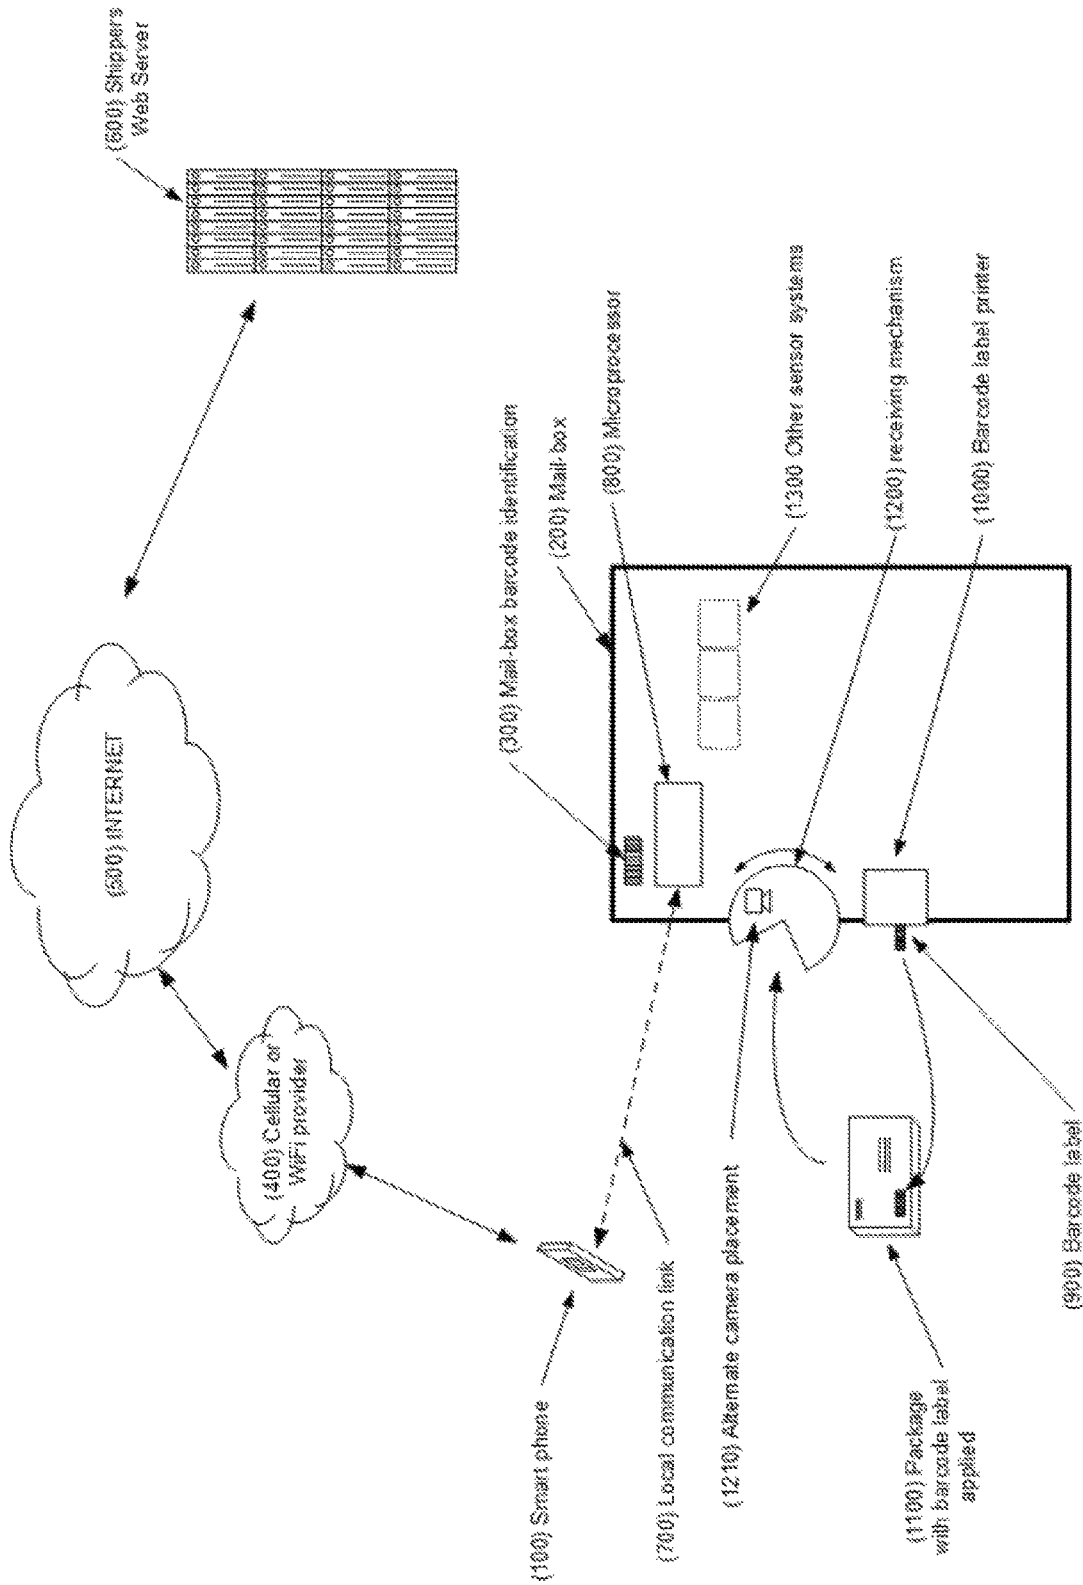 (600) Shippers
Web Server
(500) INTERNET
(400) Cellular or
WiFi provider
(300) Mail-box barcode identification
(200) Mail-box
(800) Microprocessor
(1300 Other sensor systems
(1200) receiving mechanism
(1000) Barcode label printer
(100) Smart phone
(700) Local communication link
(1210) Alternate camera placement
(1100) Package
with barcode label
applied
(900) Barcode label